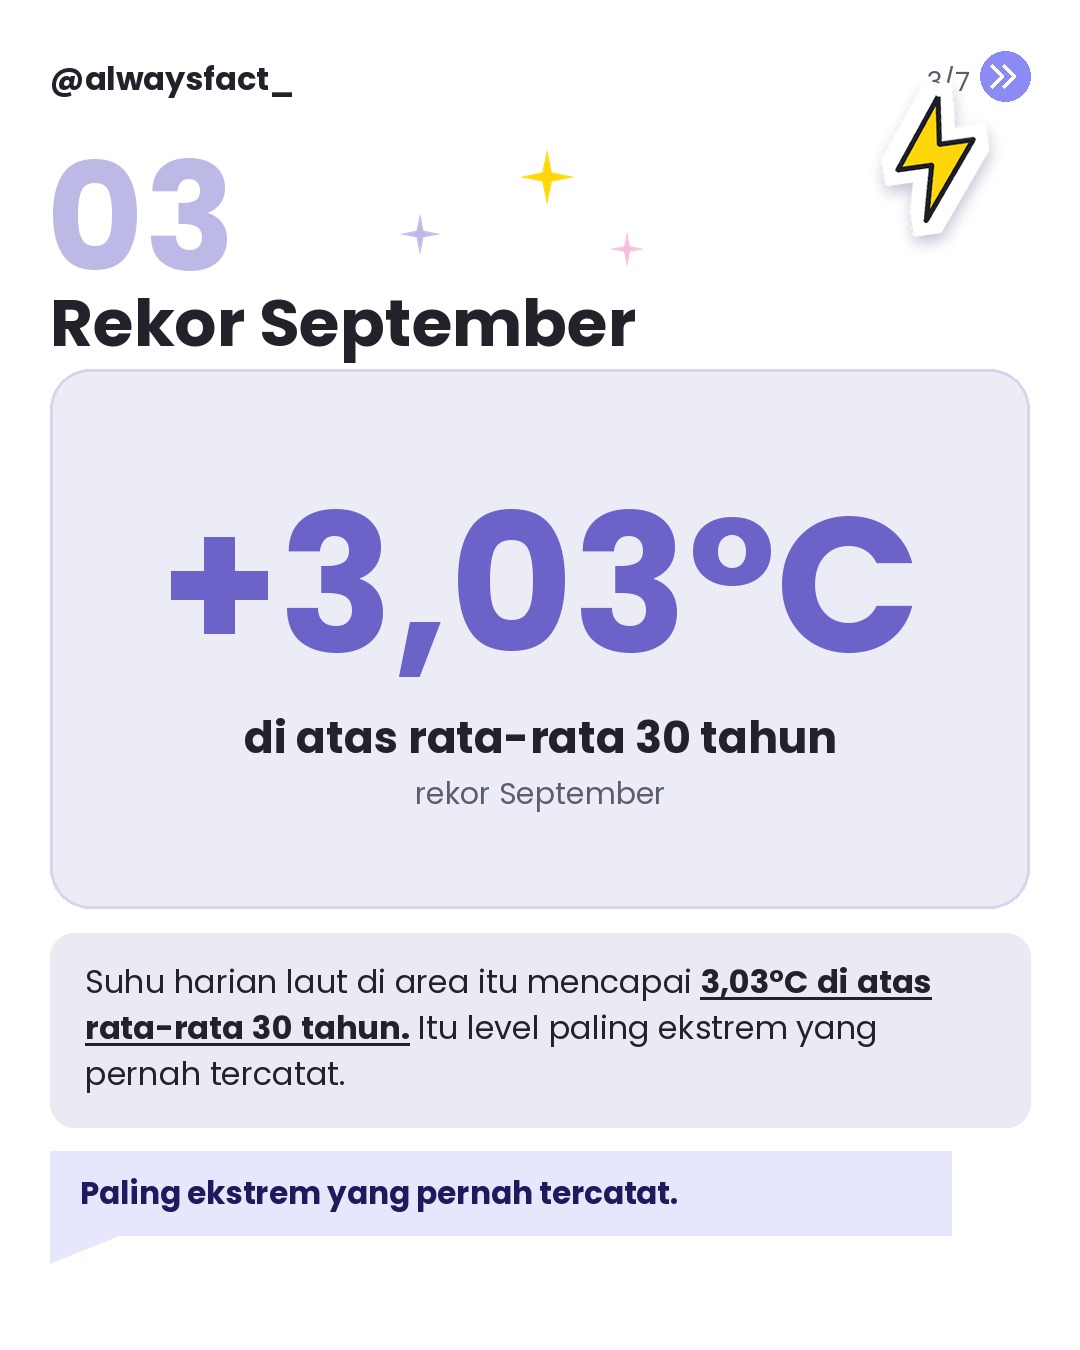 @alwaysfact_
3/7
03
Rekor September
+3,03°C
di atas rata-rata 30 tahun
rekor September
Suhu harian laut di area itu mencapai 3,03°C di atas
rata-rata 30 tahun. Itu level paling ekstrem yang
pernah tercatat.
Paling ekstrem yang pernah tercatat.